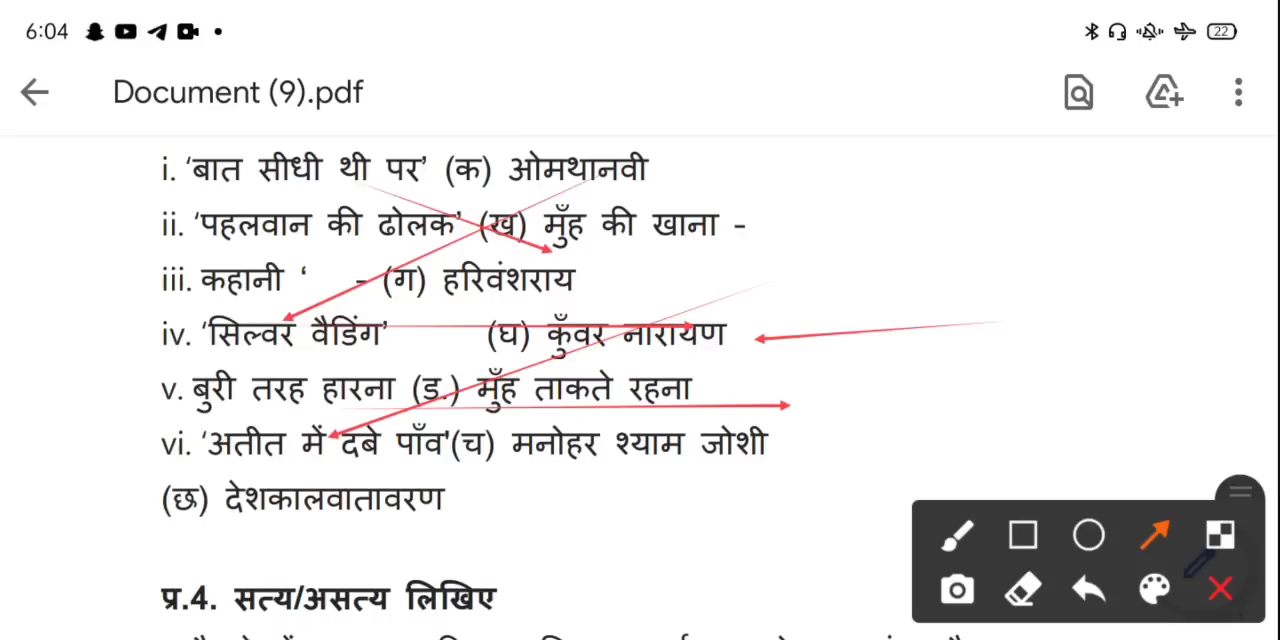 6:04
22
Document (9).pdf
i. ‘बात सीधी थी पर’ (क) ओमथानवी
ii. ‘पहलवान की ढोलक’ (ख) मुँह की खाना -
iii. कहानी ‘ - (ग) हरिवंशराय
iv. ‘सिल्वर वैडिंग’ (घ) कुँवर नारायण
v. बुरी तरह हारना (ड.) मुँह ताकते रहना
vi. ‘अतीत में दबे पाँव'(च) मनोहर श्याम जोशी
(छ) देशकालवातावरण
प्र.4. सत्य/असत्य लिखिए